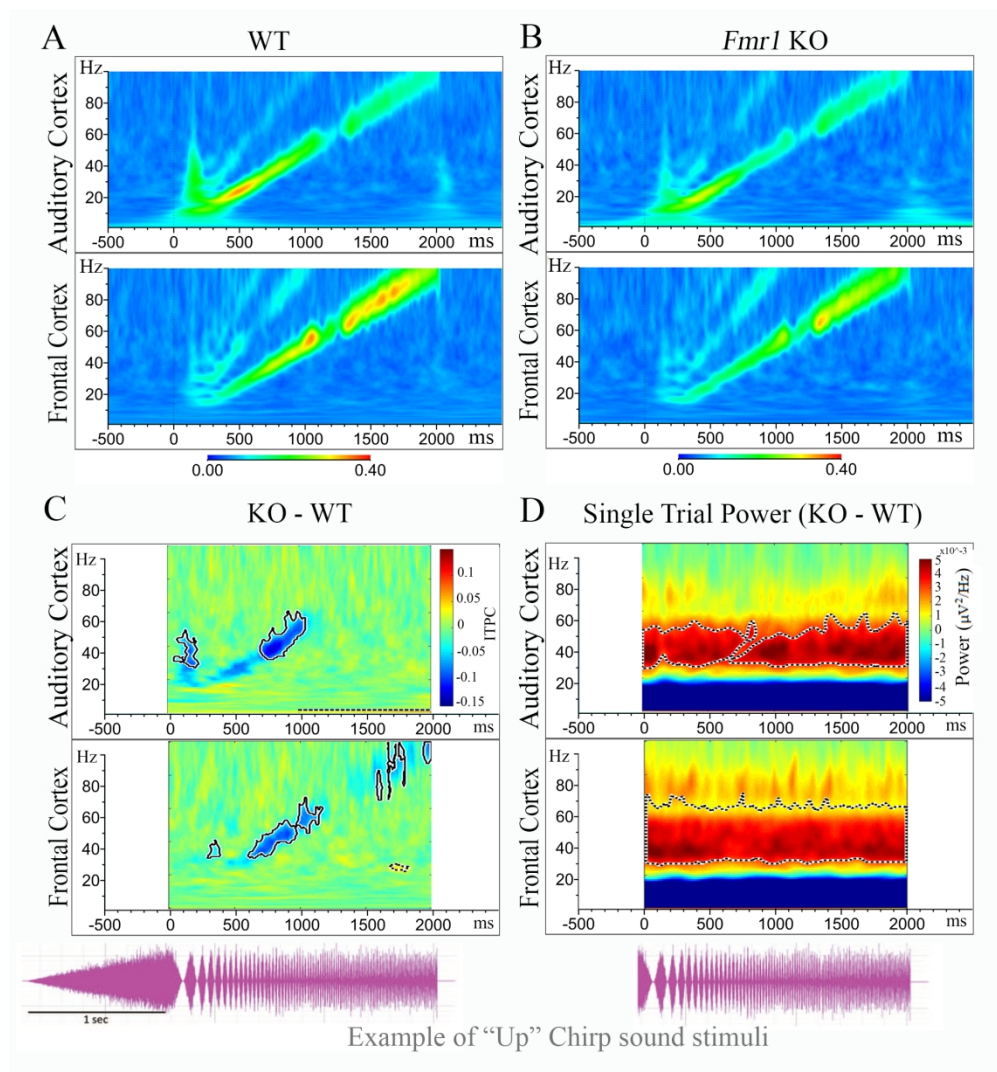 A
WT
B
Fmr1 KO
Auditory Cortex
Hz
80
60
40
20
-500
0
500
1000
1500
2000
ms
Auditory Cortex
Hz
80
60
40
20
-500
0
500
1000
1500
2000
ms
Frontal Cortex
Hz
80
60
40
20
-500
0
500
1000
1500
2000
ms
0.00
0.40
Frontal Cortex
Hz
80
60
40
20
-500
0
500
1000
1500
2000
ms
0.00
0.40
C
KO - WT
D
Single Trial Power (KO - WT)
Auditory Cortex
Hz
80
60
40
20
-500
0
500
1000
1500
2000
ms
0.1
0.05
0
-0.05
-0.1
-0.15
ITPC
Auditory Cortex
Hz
80
60
40
20
-500
0
500
1000
1500
2000
ms
x10^-3
5
4
3
2
1
0
-1
-2
-3
-4
-5
Power (µV²/Hz)
Frontal Cortex
Hz
80
60
40
20
-500
0
500
1000
1500
2000
ms
Frontal Cortex
Hz
80
60
40
20
-500
0
500
1000
1500
2000
ms
1 sec
Example of “Up” Chirp sound stimuli